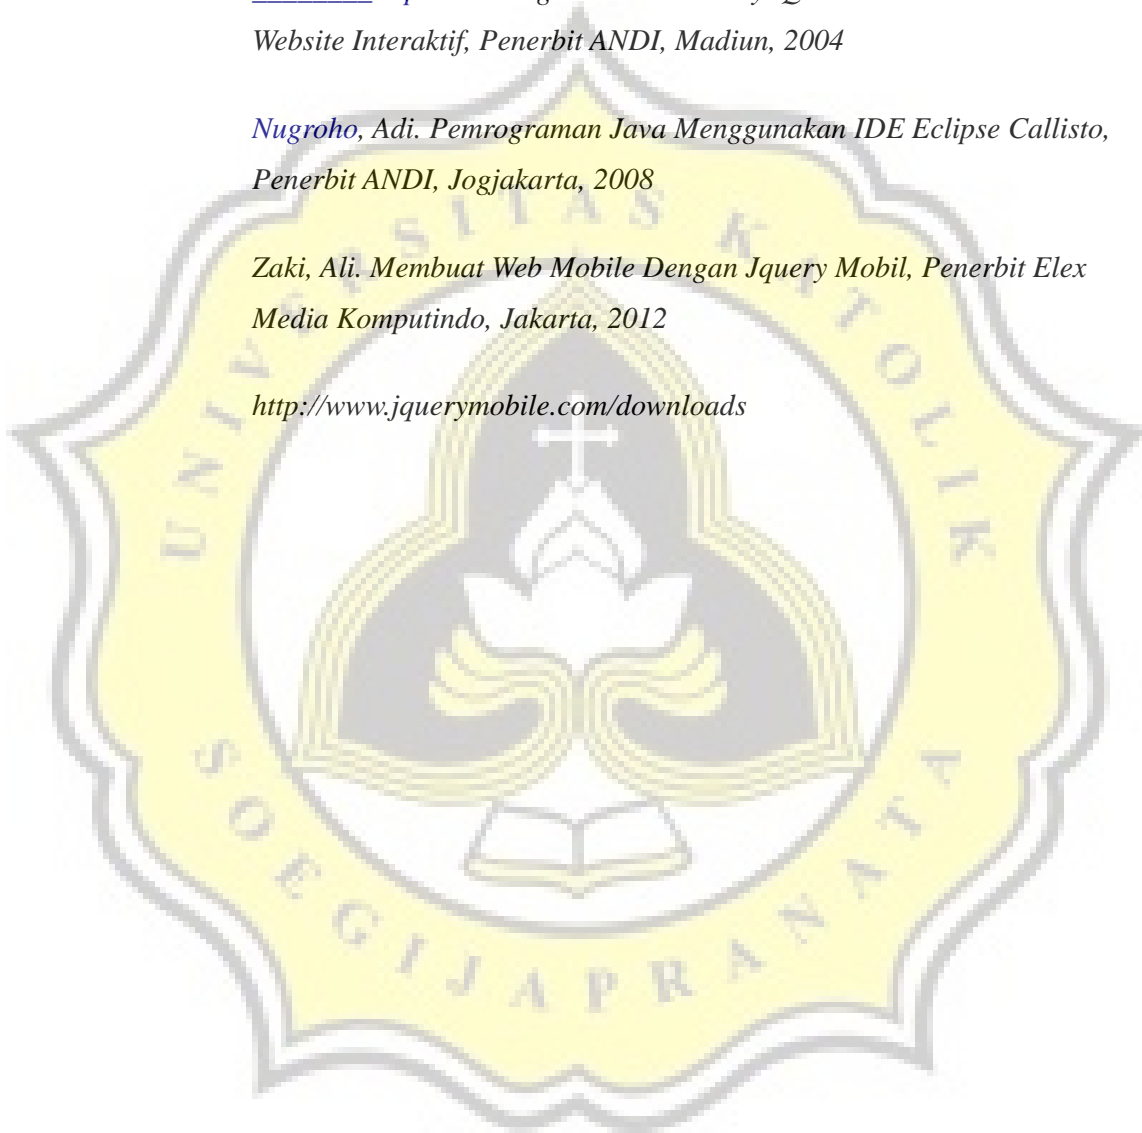 Website Interaktif, Penerbit ANDI, Madiun, 2004
Nugroho, Adi. Pemrograman Java Menggunakan IDE Eclipse Callisto,
Penerbit ANDI, Jogjakarta, 2008
Zaki, Ali. Membuat Web Mobile Dengan Jquery Mobil, Penerbit Elex
Media Komputindo, Jakarta, 2012
http://www.jquerymobile.com/downloads
UNIVERSITAS KATOLIK
SOEGIJAPRANATA